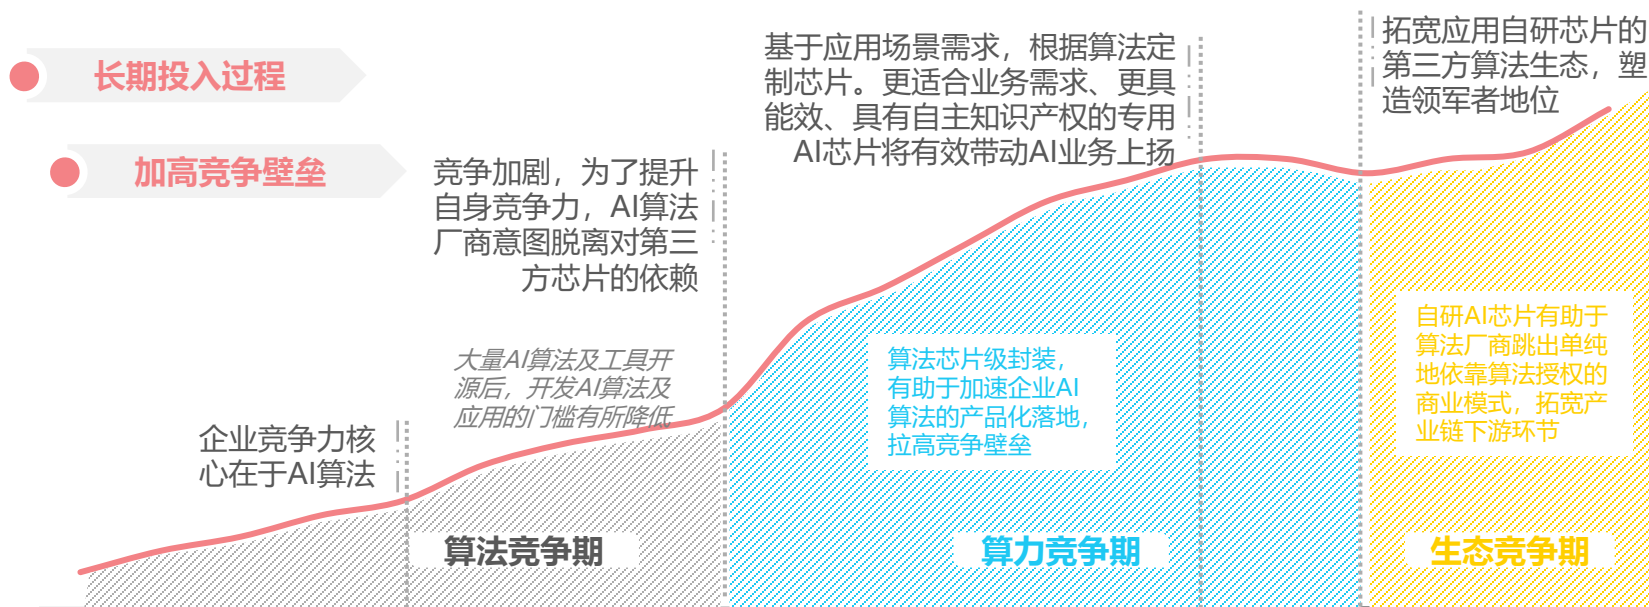 长期投入过程
加高竞争壁垒
企业竞争力核
心在于AI算法
竞争加剧，为了提升
自身竞争力，AI算法
厂商意图脱离对第三
方芯片的依赖
大量AI算法及工具开
源后，开发AI算法及
应用的门槛有所降低
基于应用场景需求，根据算法定
制芯片。更适合业务需求、更具
能效、具有自主知识产权的专用
AI芯片将有效带动AI业务上扬
拓宽应用自研芯片的
第三方算法生态，塑
造领军者地位
算法芯片级封装，
有助于加速企业AI
算法的产品化落地，
拉高竞争壁垒
自研AI芯片有助于
算法厂商跳出单纯
地依靠算法授权的
商业模式，拓宽产
业链下游环节
算法竞争期
算力竞争期
生态竞争期